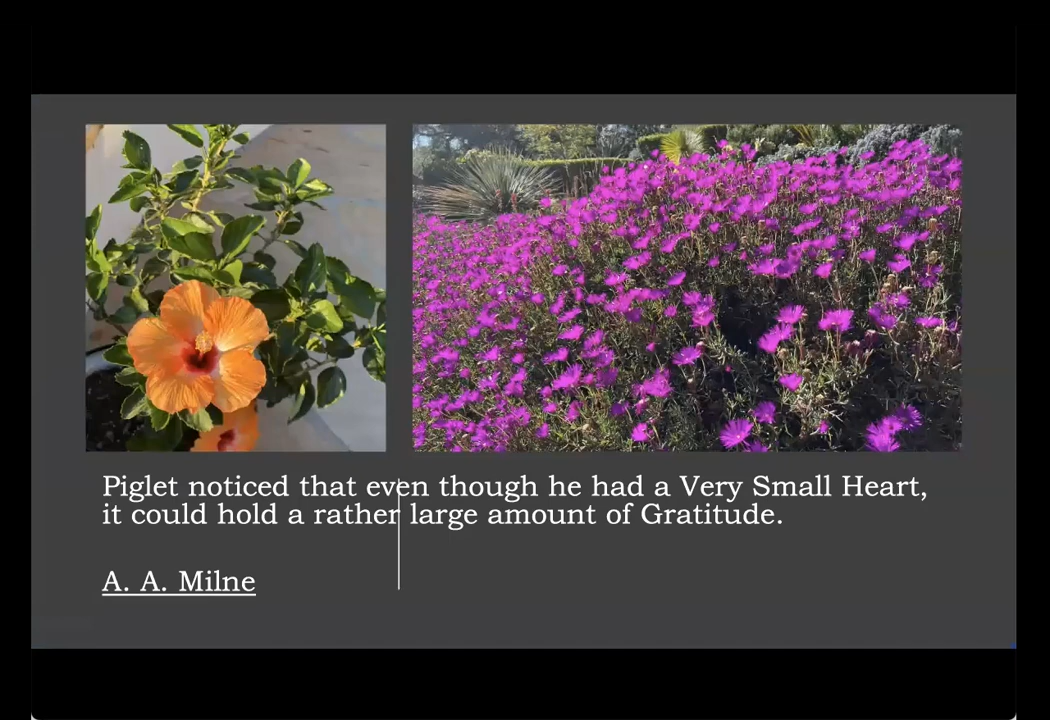 Piglet noticed that even though he had a Very Small Heart,
it could hold a rather large amount of Gratitude.
A. A. Milne